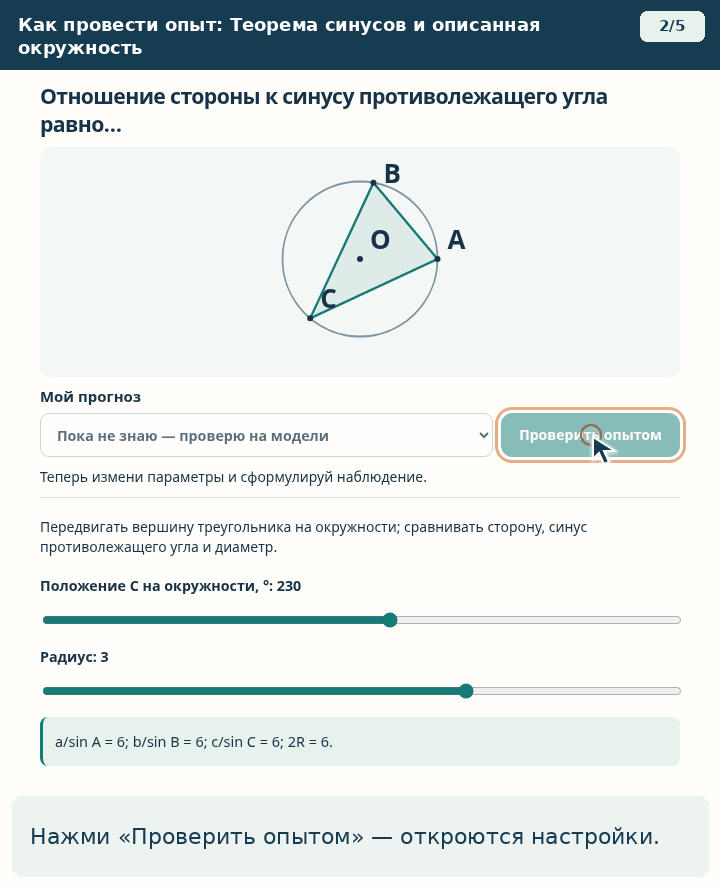 Как провести опыт: Теорема синусов и описанная
окружность
2/5
Отношение стороны к синусу противолежащего угла
равно...
B
O
A
C
Мой прогноз
Пока не знаю — проверю на модели
Проверить опытом
Теперь измени параметры и сформулируй наблюдение.
Передвигать вершину треугольника на окружности; сравнивать сторону, синус
противолежащего угла и диаметр.
Положение C на окружности, °: 230
Радиус: 3
a/sin A = 6; b/sin B = 6; c/sin C = 6; 2R = 6.
Нажми «Проверить опытом» — откроются настройки.